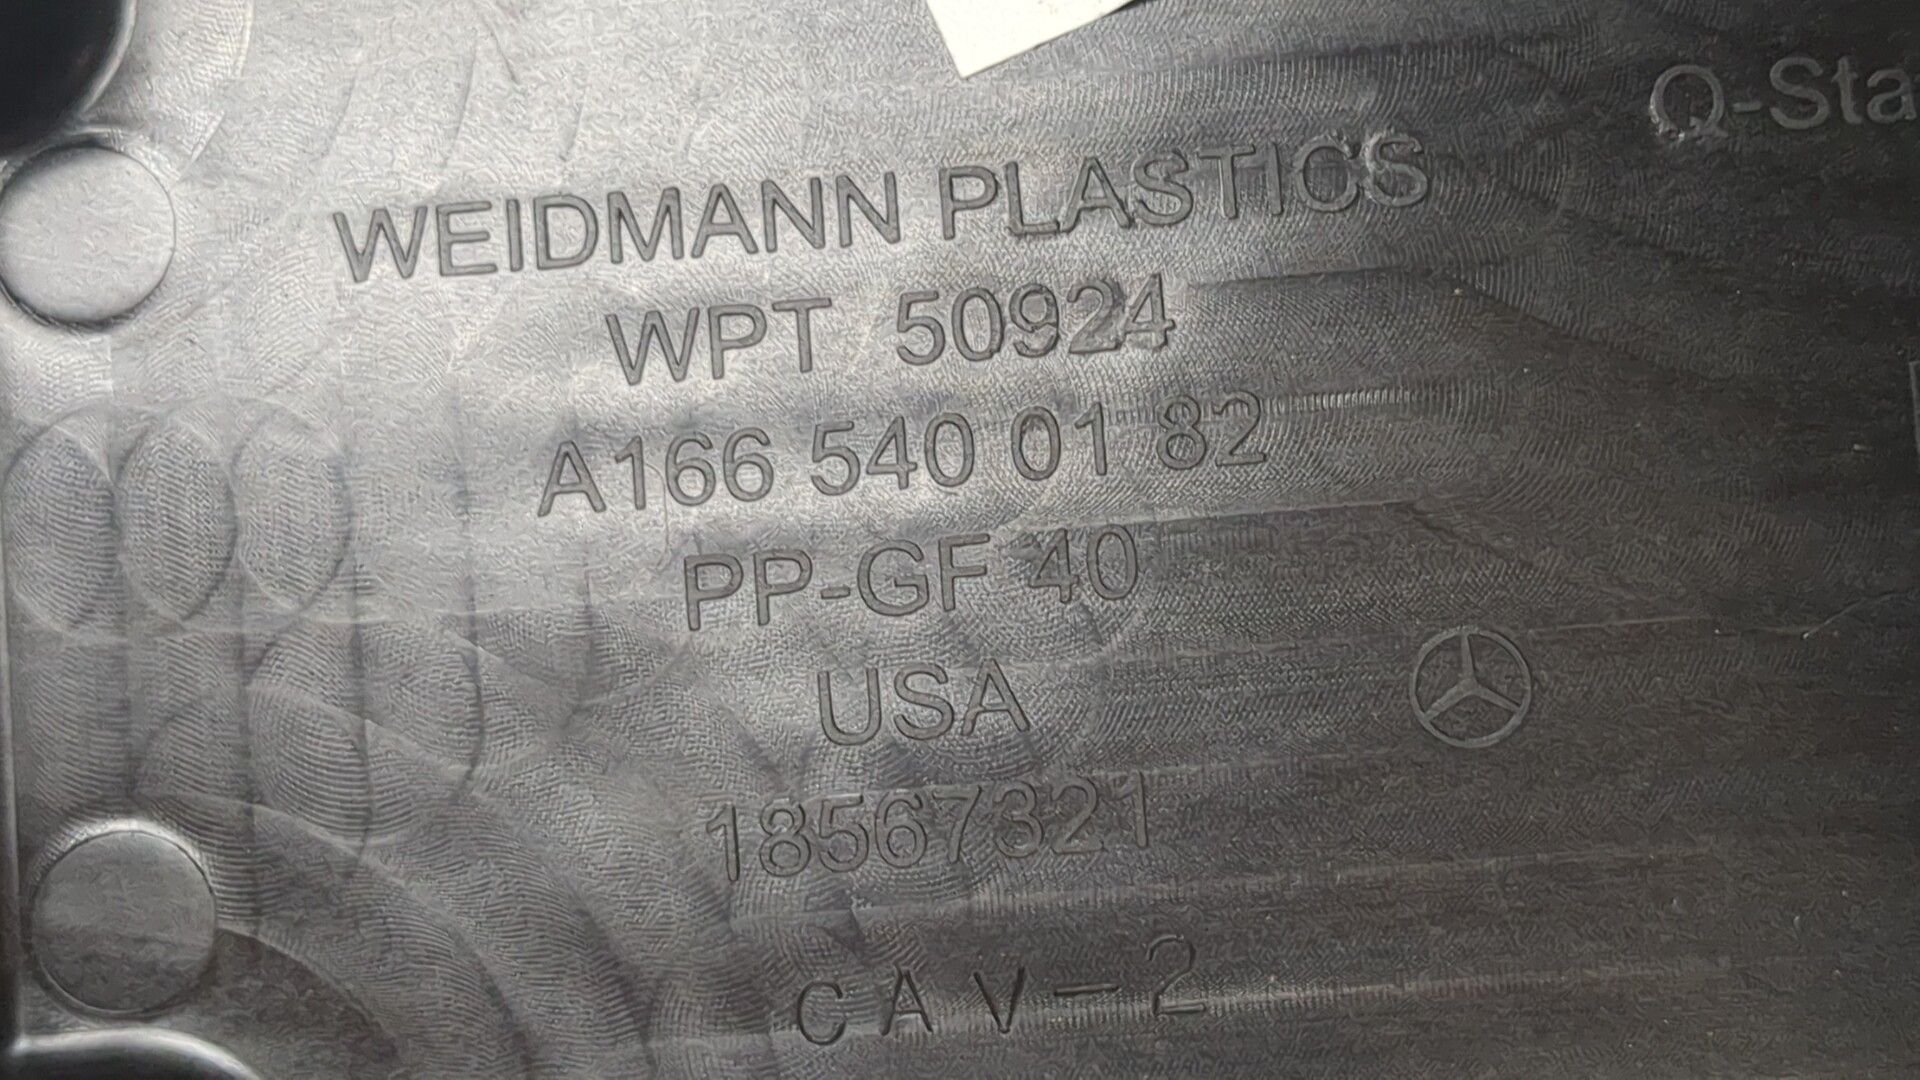 Q-Sta
WEIDMANN PLASTICS
WPT 50924
A166 540 01 82
PP-GF 40
USA
18567321
CAV-2